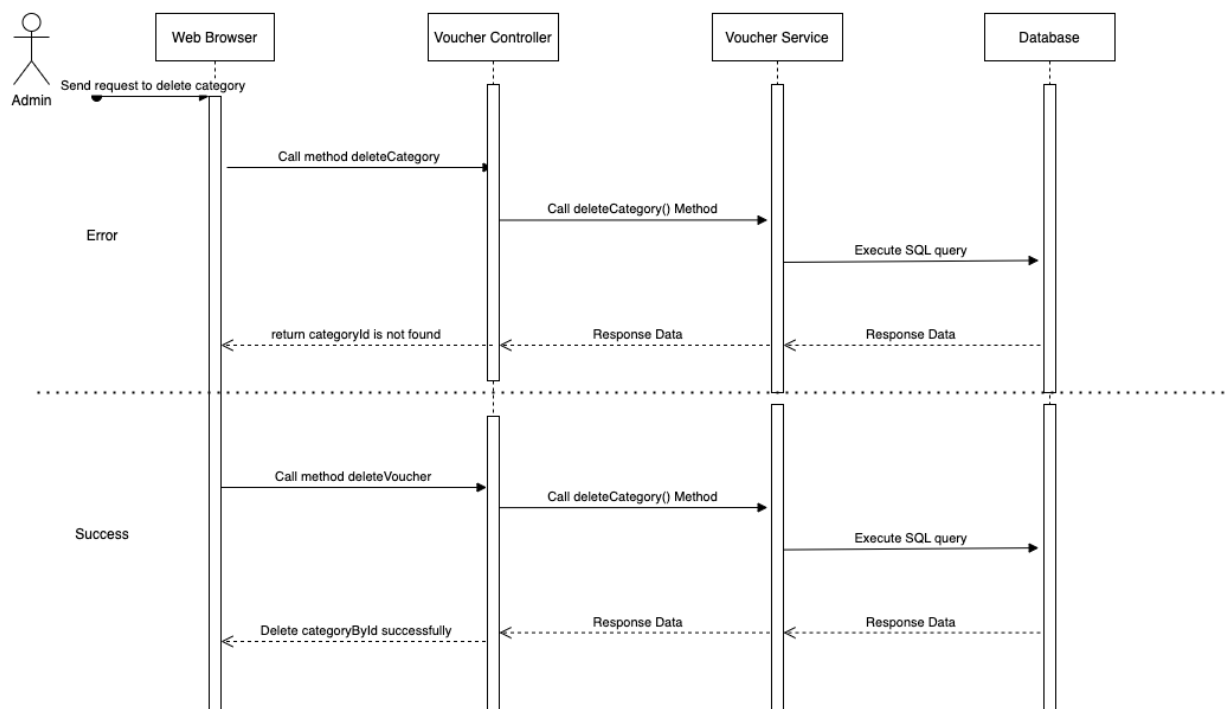 Web Browser
Voucher Controller
Voucher Service
Database
Admin
Send request to delete category
Call method deleteCategory
Call deleteCategory() Method
Error
Execute SQL query
return categoryId is not found
Response Data
Response Data
Call method deleteVoucher
Call deleteCategory() Method
Success
Execute SQL query
Delete categoryById successfully
Response Data
Response Data